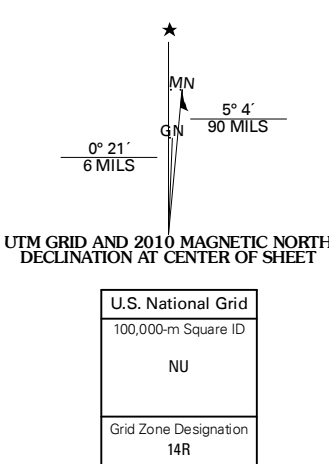 MN
5° 4´
90 MILS
GN
0° 21´
6 MILS
UTM GRID AND 2010 MAGNETIC NORTH
DECLINATION AT CENTER OF SHEET
U.S. National Grid
100,000-m Square ID
NU
Grid Zone Designation
14R